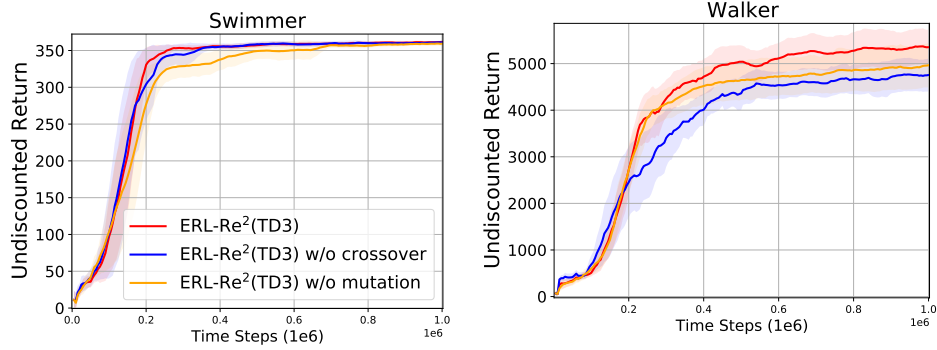 Swimmer
Undiscounted Return
350
300
250
200
150
100
50
0
ERL-Re²(TD3)
ERL-Re²(TD3) w/o crossover
ERL-Re²(TD3) w/o mutation
0.0 0.2 0.4 0.6 0.8 1.0
1e6
Time Steps (1e6)
Walker
Undiscounted Return
5000
4000
3000
2000
1000
0
0.2 0.4 0.6 0.8 1.0
1e6
Time Steps (1e6)